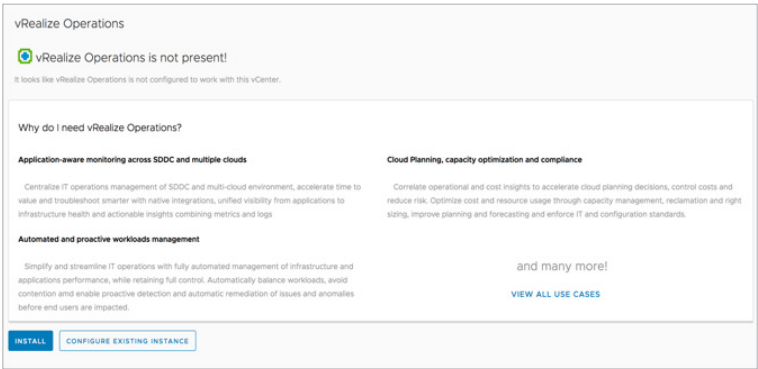 vRealize Operations
vRealize Operations is not present!
It looks like vRealize Operations is not configured to work with this vCenter.
Why do I need vRealize Operations?
Application-aware monitoring across SDDC and multiple clouds
Centralize IT operations management of SDDC and multi-cloud environment, accelerate time to
value and troubleshoot smarter with native integrations, unified visibility from applications to
infrastructure health and actionable insights combining metrics and logs
Cloud Planning, capacity optimization and compliance
Correlate operational and cost insights to accelerate cloud planning decisions, control costs and
reduce risk. Optimize cost and resource usage through capacity management, reclamation and right
sizing, improve planning and forecasting and enforce IT and configuration standards.
Automated and proactive workloads management
Simplify and streamline IT operations with fully automated management of infrastructure and
applications performance, while retaining full control. Automatically balance workloads, avoid
contention amd enable proactive detection and automatic remediation of issues and anomalies
before end users are impacted.
and many more!
VIEW ALL USE CASES
INSTALL
CONFIGURE EXISTING INSTANCE